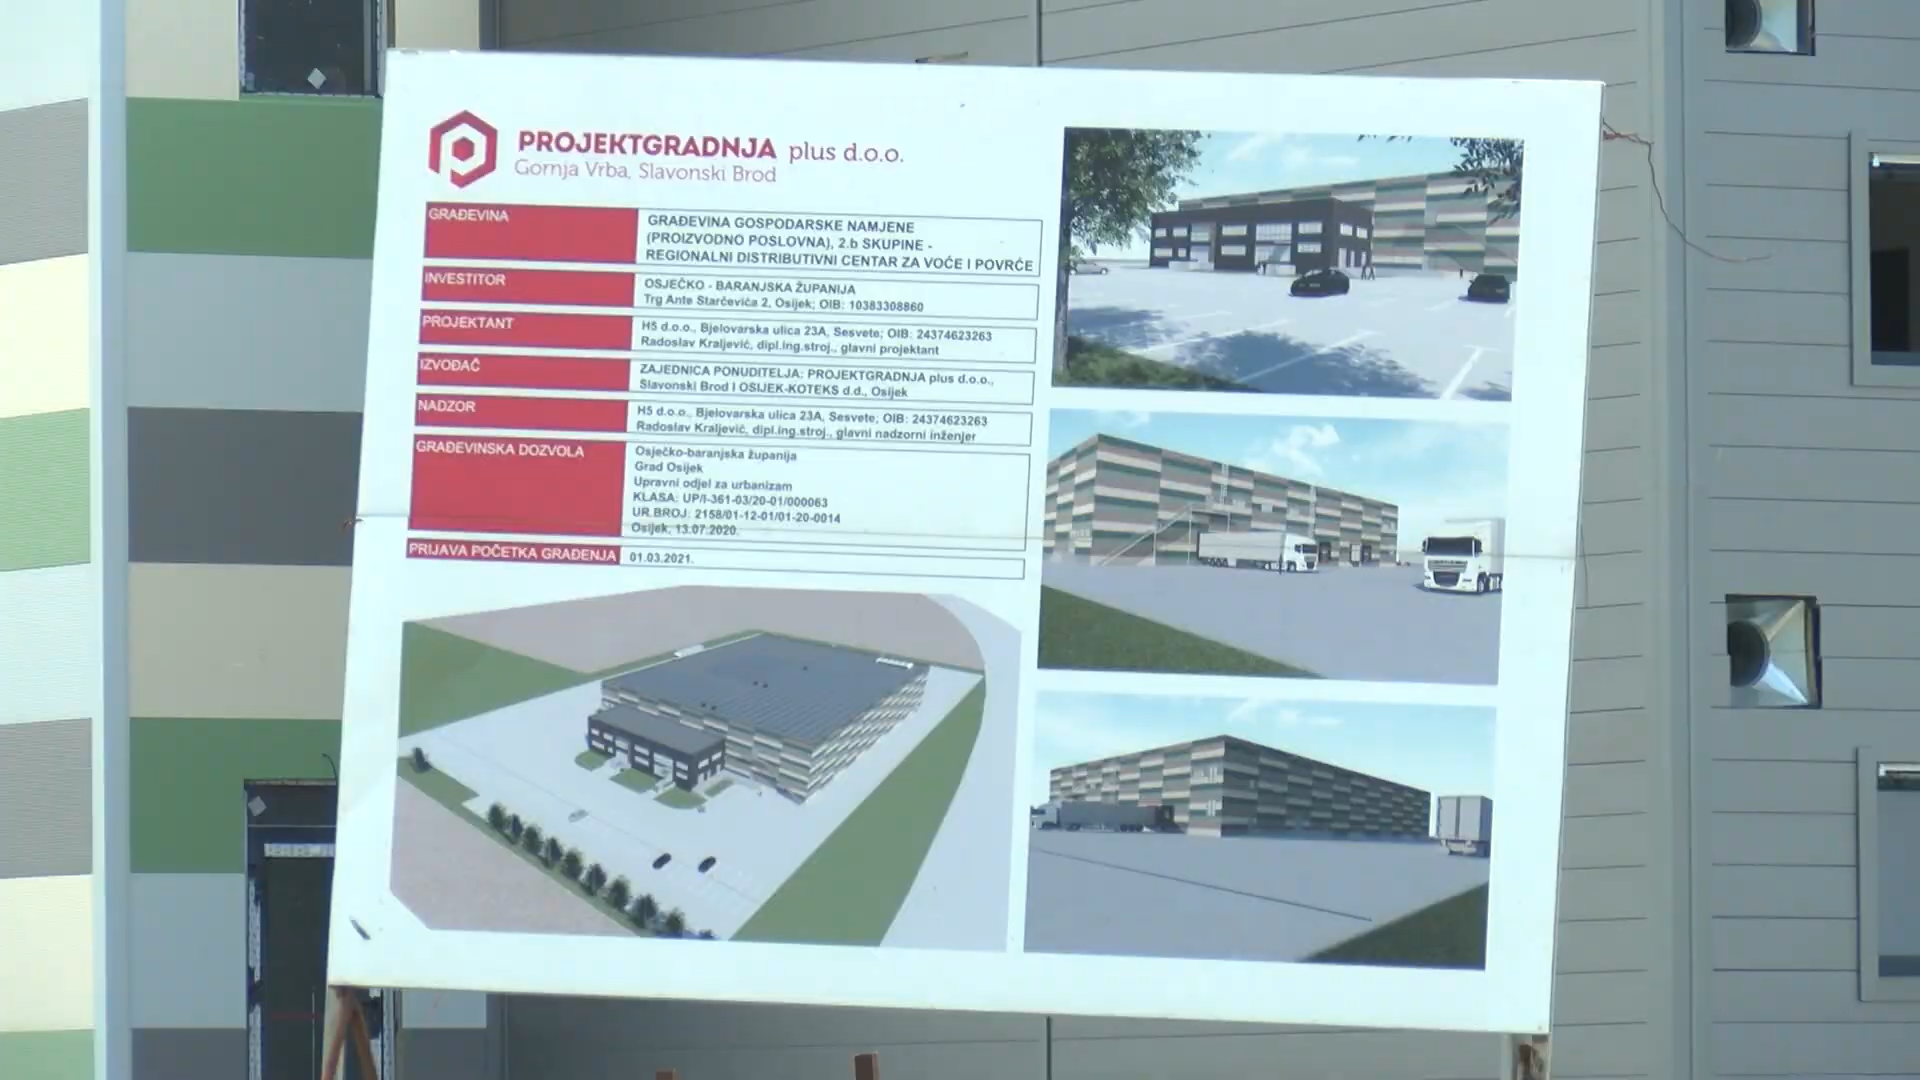 PROJEKTGRADNJA plus d.o.o.
Gornja Vrba, Slavonski Brod
GRAĐEVINA
GRAĐEVINA GOSPODARSKE NAMJENE
(PROIZVODNO POSLOVNA), 2.b SKUPINE -
REGIONALNI DISTRIBUTIVNI CENTAR ZA VOĆE I POVRĆE
INVESTITOR
OSJEČKO - BARANJSKA ŽUPANIJA
Trg Ante Starčevića 2, Osijek; OIB: 10383308860
PROJEKTANT
H5 d.o.o., Bjelovarska ulica 23A, Sesvete; OIB: 24374623263
Radoslav Kraljević, dipl.ing.stroj., glavni projektant
IZVOĐAČ
ZAJEDNICA PONUDITELJA: PROJEKTGRADNJA plus d.o.o.,
Slavonski Brod I OSIJEK-KOTEKS d.d., Osijek
NADZOR
H5 d.o.o., Bjelovarska ulica 23A, Sesvete; OIB: 24374623263
Radoslav Kraljević, dipl.ing.stroj., glavni nadzorni inženjer
GRAĐEVINSKA DOZVOLA
Osječko-baranjska županija
Grad Osijek
Upravni odjel za urbanizam
KLASA: UP/I-361-03/20-01/000063
UR.BROJ: 2158/01-12-01/01-20-0014
Osijek, 13.07.2020.
PRIJAVA POČETKA GRAĐENJA
01.03.2021.